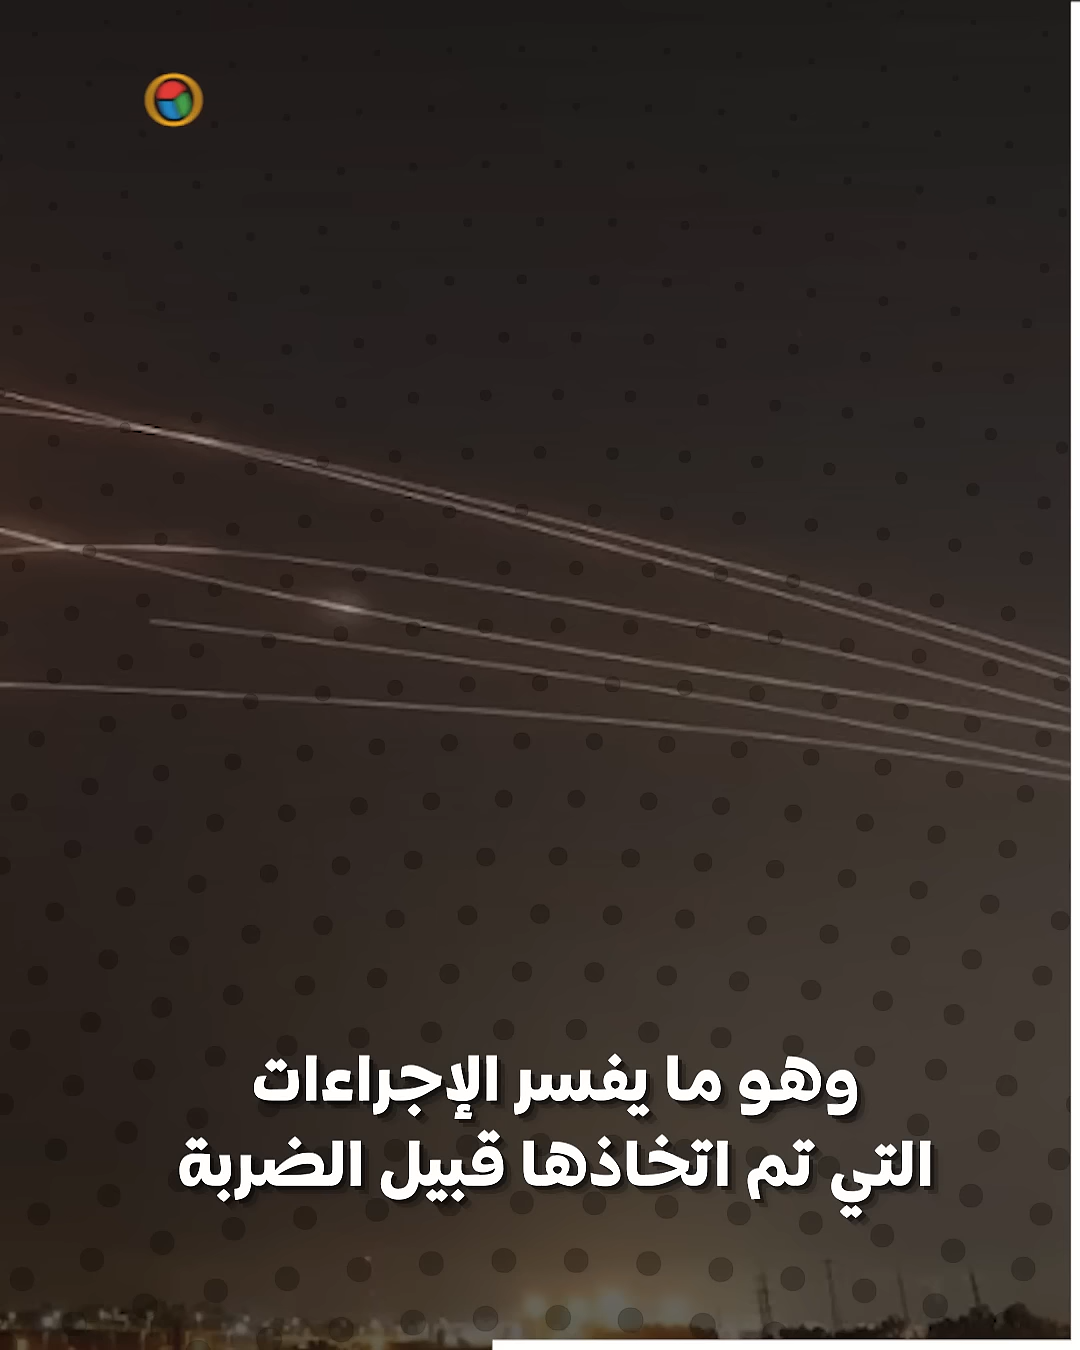 وهو ما يفسر الإجراءات
التي تم اتخاذها قبيل الضربة